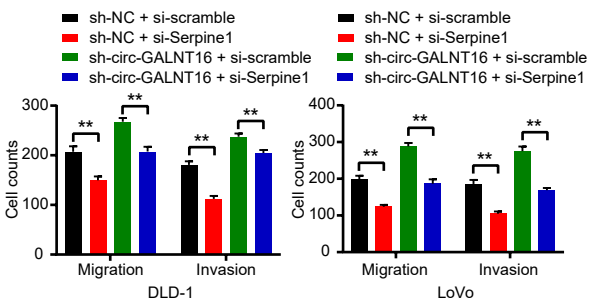 sh-NC + si-scramble
sh-NC + si-Serpine1
sh-circ-GALNT16 + si-scramble
sh-circ-GALNT16 + si-Serpine1
Cell counts
300
200
100
0
**
**
**
**
Migration
Invasion
DLD-1
sh-NC + si-scramble
sh-NC + si-Serpine1
sh-circ-GALNT16 + si-scramble
sh-circ-GALNT16 + si-Serpine1
Cell counts
400
300
200
100
0
**
**
**
**
Migration
Invasion
LoVo